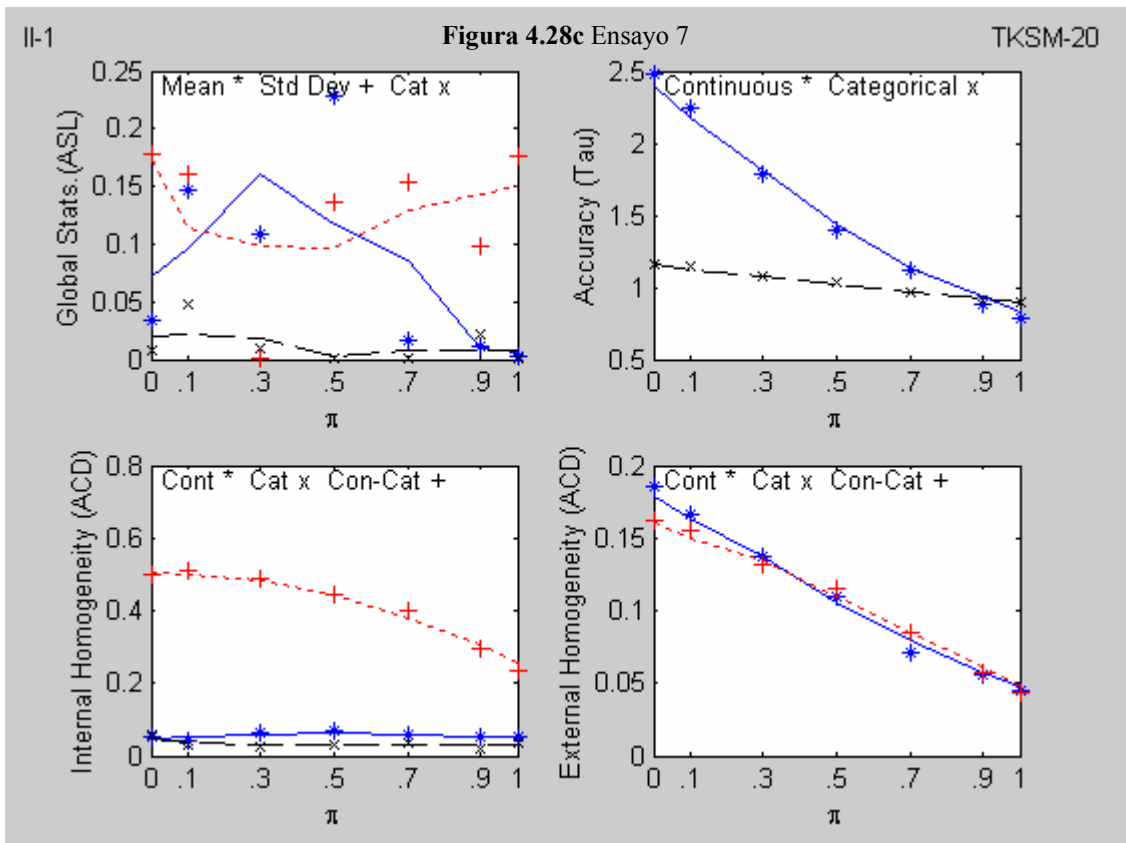 II-1
Figura 4.28c Ensayo 7
TKSM-20
Mean * Std Dev + Cat x
Global Stats.(ASL)
0.25
0.2
0.15
0.1
0.05
0
0 .1 .3 .5 .7 .9 1
π
Continuous * Categorical x
Accuracy (Tau)
2.5
2
1.5
1
0.5
0 .1 .3 .5 .7 .9 1
π
Cont * Cat x Con-Cat +
Internal Homogeneity (ACD)
0.8
0.6
0.4
0.2
0
0 .1 .3 .5 .7 .9 1
π
Cont * Cat x Con-Cat +
External Homogeneity (ACD)
0.2
0.15
0.1
0.05
0
0 .1 .3 .5 .7 .9 1
π